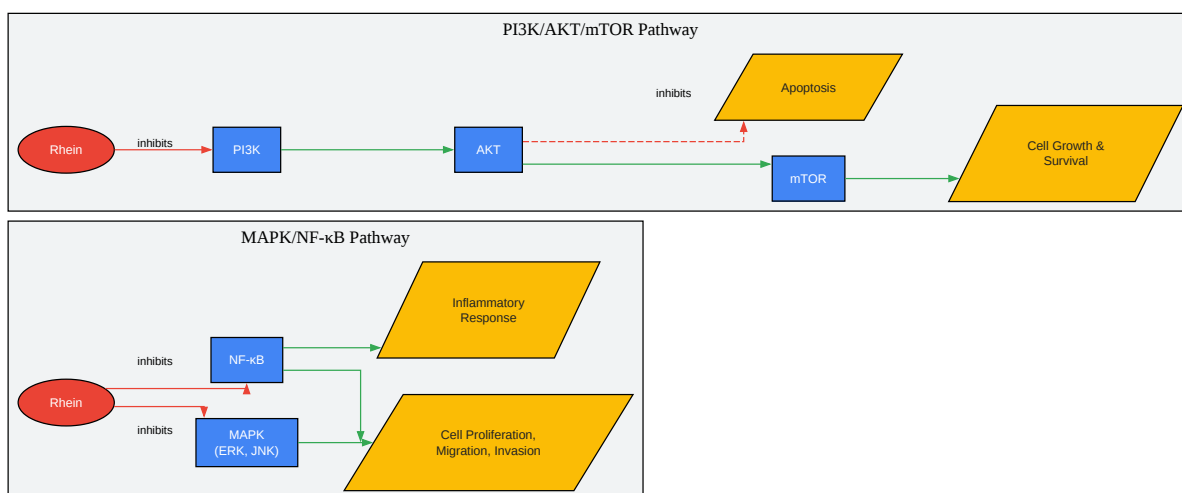 PI3K/AKT/mTOR Pathway
inhibits
Apoptosis
Rhein
inhibits
PI3K
AKT
mTOR
Cell Growth &
Survival
MAPK/NF-κB Pathway
Inflammatory
Response
inhibits
NF-κB
Rhein
inhibits
MAPK
(ERK, JNK)
Cell Proliferation,
Migration, Invasion